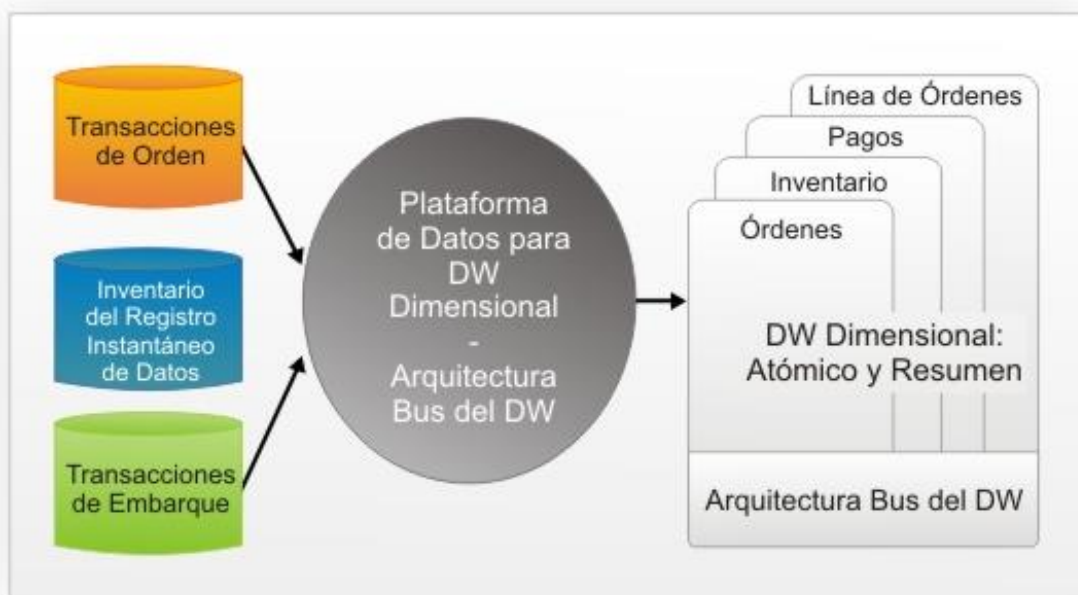 Transacciones
de Orden
Inventario
del Registro
Instantáneo
de Datos
Transacciones
de Embarque
Plataforma
de Datos para
DW
Dimensional
-
Arquitectura
Bus del DW
Línea de Órdenes
Pagos
Inventario
Órdenes
DW Dimensional:
Atómico y Resumen
Arquitectura Bus del DW